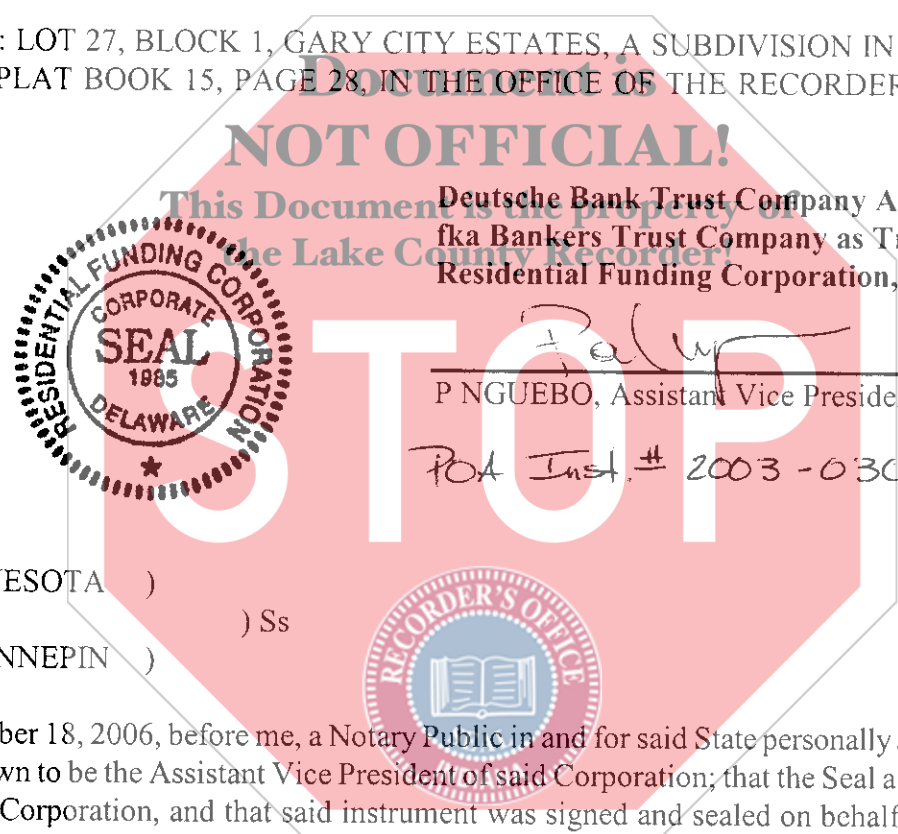 : LOT 27, BLOCK 1, GARY CITY ESTATES, A SUBDIVISION IN
PLAT BOOK 15, PAGE 28, IN THE OFFICE OF THE RECORDER
Document is
NOT OFFICIAL!
This Document is the property of
the Lake County Recorder!
Deutsche Bank Trust Company A
fka Bankers Trust Company as Tr
Residential Funding Corporation,
RESIDENTIAL FUNDING CORPORATION
CORPORATE
SEAL
1985
DELAWARE
P NGUEBO, Assistant Vice Preside
POA Inst. # 2003-030
STOP
ESOTA )
) Ss
NNEPIN )
RECORDER'S OFFICE
ber 18, 2006, before me, a Notary Public in and for said State personally
wn to be the Assistant Vice President of said Corporation; that the Seal a
Corporation, and that said instrument was signed and sealed on behalf